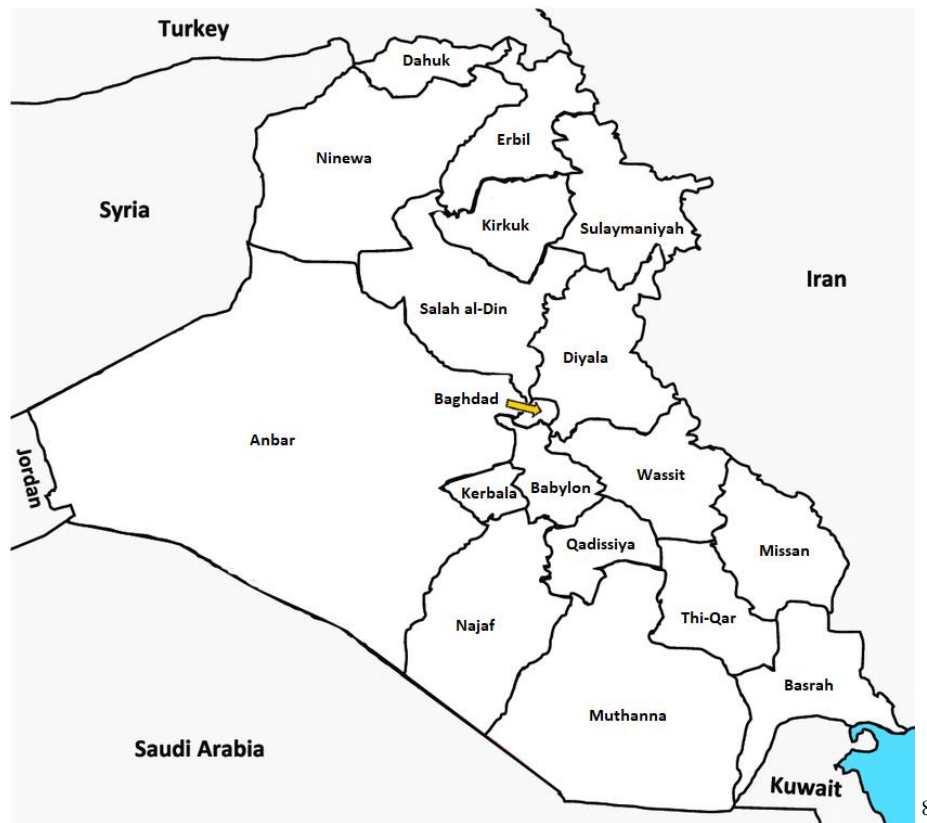 Turkey
Dahuk
Erbil
Ninewa
Syria
Kirkuk
Sulaymaniyah
Iran
Salah al-Din
Diyala
Baghdad
Anbar
Jordan
Kerbala
Babylon
Wassit
Qadissiya
Missan
Najaf
Thi-Qar
Basrah
Muthanna
Saudi Arabia
Kuwait
8